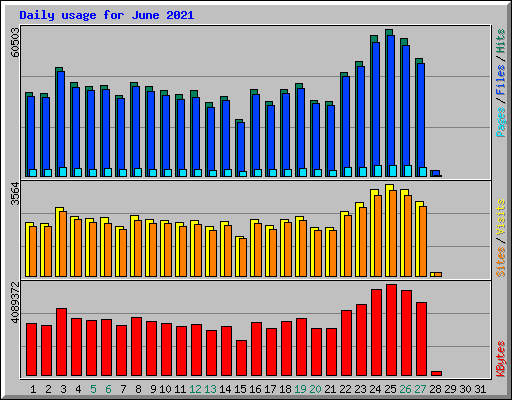 Daily usage for June 2021
60503
Pages / Files / Hits
3564
Sites / Visits
4089372
KBytes
1 2 3 4 5 6 7 8 9 10 11 12 13 14 15 16 17 18 19 20 21 22 23 24 25 26 27 28 29 30 31